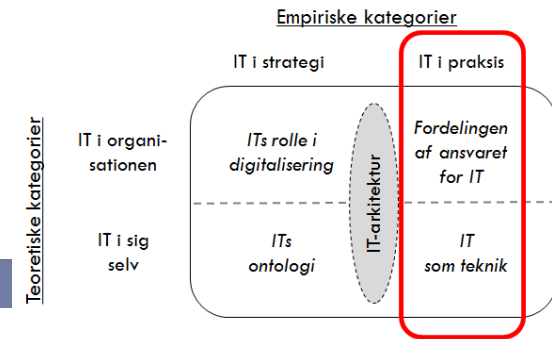 Empiriske kategorier
IT i strategi
IT i praksis
Teoretiske kategorier
IT i organi-
sationen
ITs rolle i
digitalisering
IT-arkitektur
Fordelingen
af ansvaret
for IT
IT i sig
selv
ITs
ontologi
IT
som teknik